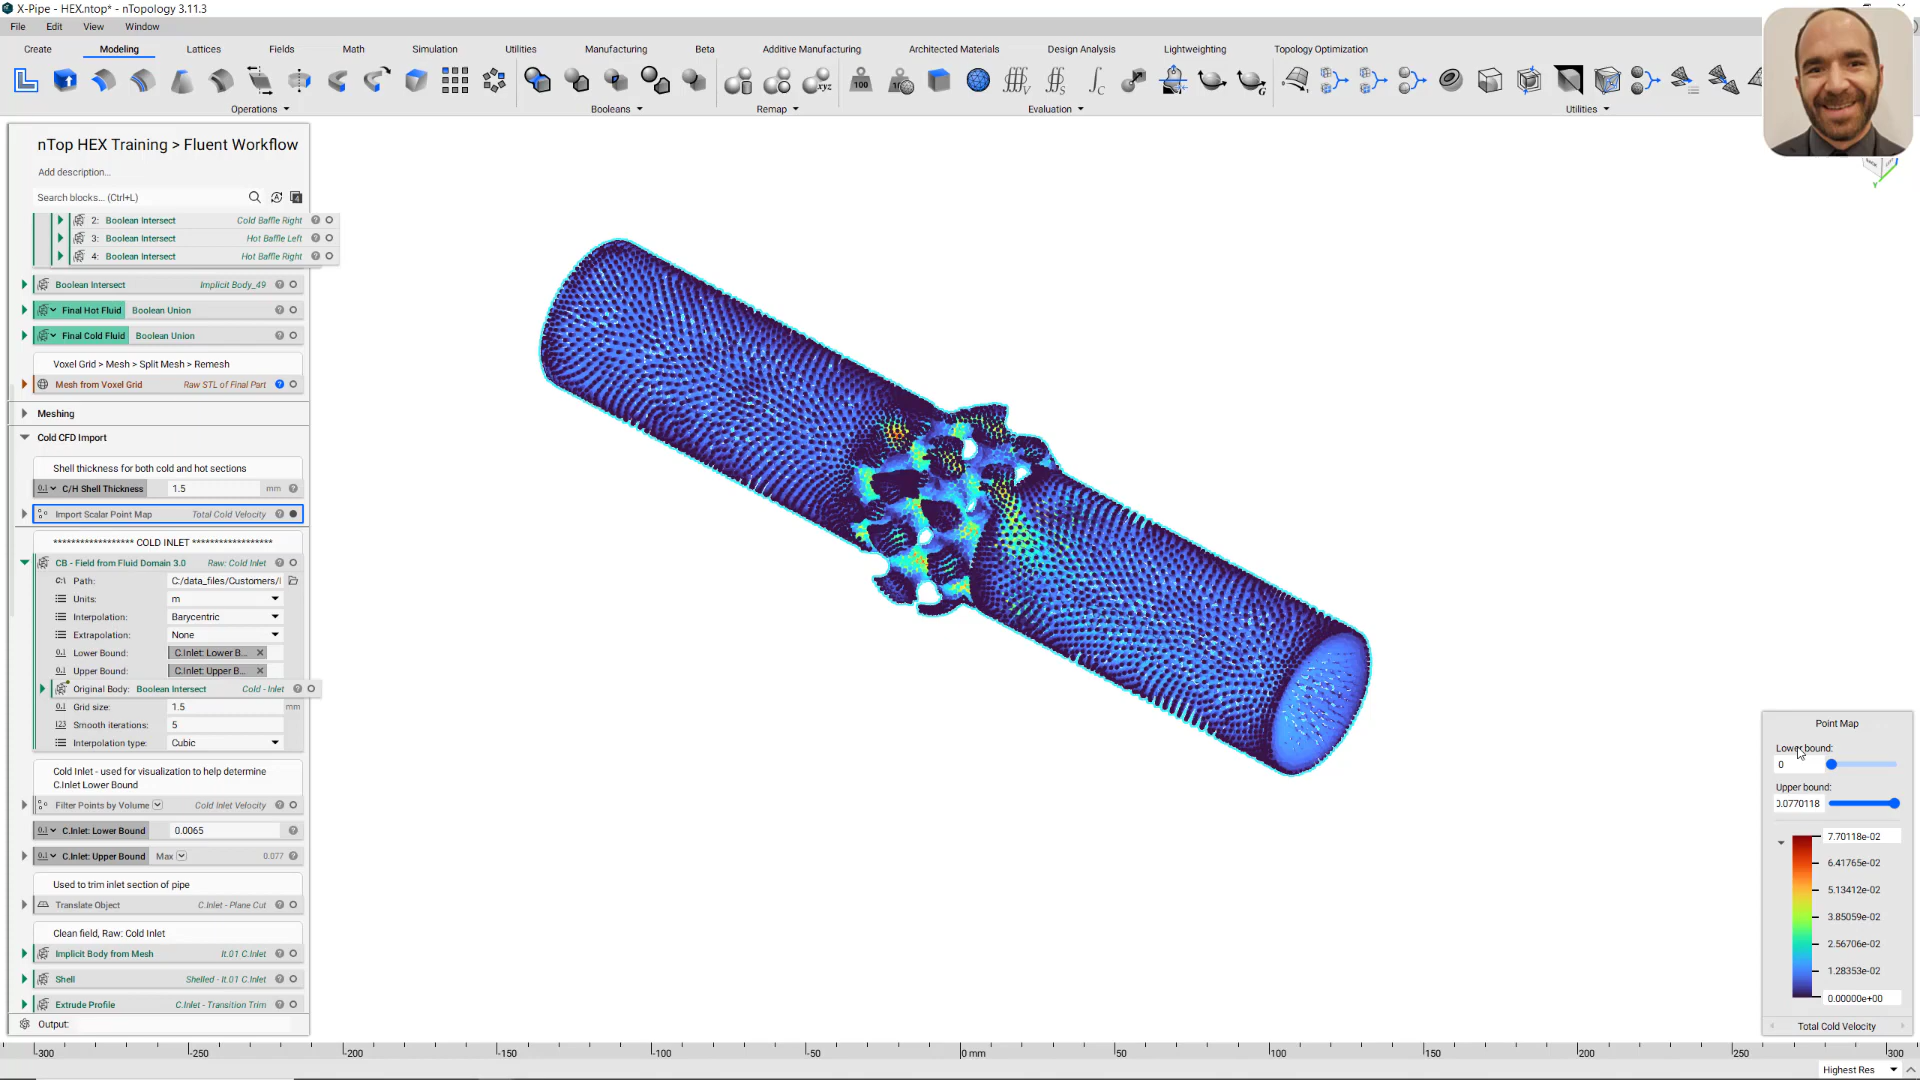 X-Pipe - HEX.ntop* - nTopology 3.11.3
File Edit View Window
Create Modeling Lattices Fields Math Simulation Utilities Manufacturing Beta Additive Manufacturing Architected Materials Design Analysis Lightweighting Topology Optimization
Operations Booleans Remap Evaluation Utilities
nTop HEX Training > Fluent Workflow
Add description...
Search blocks... (Ctrl+L)
2: Boolean Intersect Cold Baffle Right
3: Boolean Intersect Hot Baffle Left
4: Boolean Intersect Hot Baffle Right
Boolean Intersect Implicit Body_49
Final Hot Fluid Boolean Union
Final Cold Fluid Boolean Union
Voxel Grid > Mesh > Split Mesh > Remesh
Mesh from Voxel Grid Raw STL of Final Part
Meshing
Cold CFD Import
Shell thickness for both cold and hot sections
C/H Shell Thickness 1.5 mm
Import Scalar Point Map Total Cold Velocity
****************** COLD INLET *****************
CB - Field from Fluid Domain 3.0 Raw: Cold Inlet
Path: C:/data_files/Customers/
Units: m
Interpolation: Barycentric
Extrapolation: None
Lower Bound: C.Inlet: Lower B...
Upper Bound: C.Inlet: Upper B...
Original Body: Boolean Intersect Cold - Inlet
Grid size: 1.5 mm
Smooth iterations: 5
Interpolation type: Cubic
Cold Inlet - used for visualization to help determine
C.Inlet Lower Bound
Filter Points by Volume Cold Inlet Velocity
C.Inlet: Lower Bound 0.0065
C.Inlet: Upper Bound Max 0.077
Used to trim inlet section of pipe
Translate Object C.Inlet - Plane Cut
Clean field, Raw: Cold Inlet
Implicit Body from Mesh It.01 C.Inlet
Shell Shelled - It.01 C.Inlet
Extrude Profile C.Inlet - Transition Trim
Output:
Point Map
Lower bound:
0
Upper bound:
0.0770118
7.70118e-02
6.41765e-02
5.13412e-02
3.85059e-02
2.56706e-02
1.28353e-02
0.00000e+00
Total Cold Velocity
-300 -250 -200 -150 -100 -50 0 mm 50 100 150 200 250 300
Highest Res